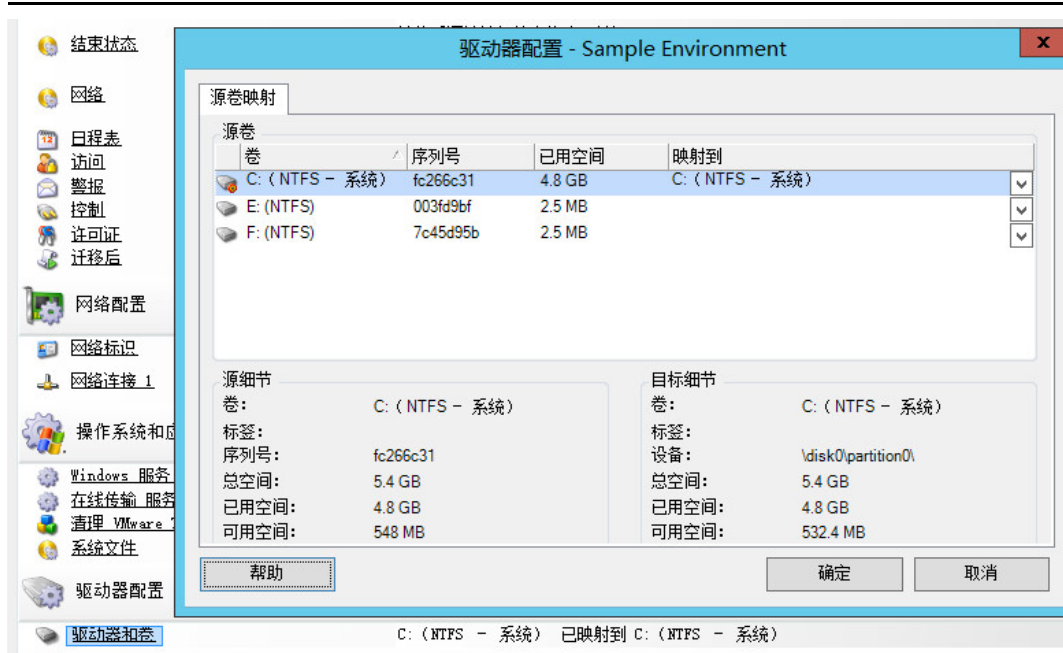 结束状态
网络
日程表
访问
警报
控制
许可证
迁移后
网络配置
网络标识
网络连接 1
操作系统和应
Windows 服务
在线传输 服务
清理 VMware
系统文件
驱动器配置
驱动器和卷
驱动器配置 - Sample Environment
x
源卷映射
源卷
卷 序列号 已用空间 映射到
C: (NTFS - 系统) fc266c31 4.8 GB C: (NTFS - 系统)
E: (NTFS) 003fd9bf 2.5 MB
F: (NTFS) 7c45d95b 2.5 MB
源细节
卷: C: (NTFS - 系统)
标签:
序列号: fc266c31
总空间: 5.4 GB
已用空间: 4.8 GB
可用空间: 548 MB
目标细节
卷: C: (NTFS - 系统)
标签:
设备: \disk0\partition0\
总空间: 5.4 GB
已用空间: 4.8 GB
可用空间: 532.4 MB
帮助 确定 取消
C: (NTFS - 系统) 已映射到 C: (NTFS - 系统)